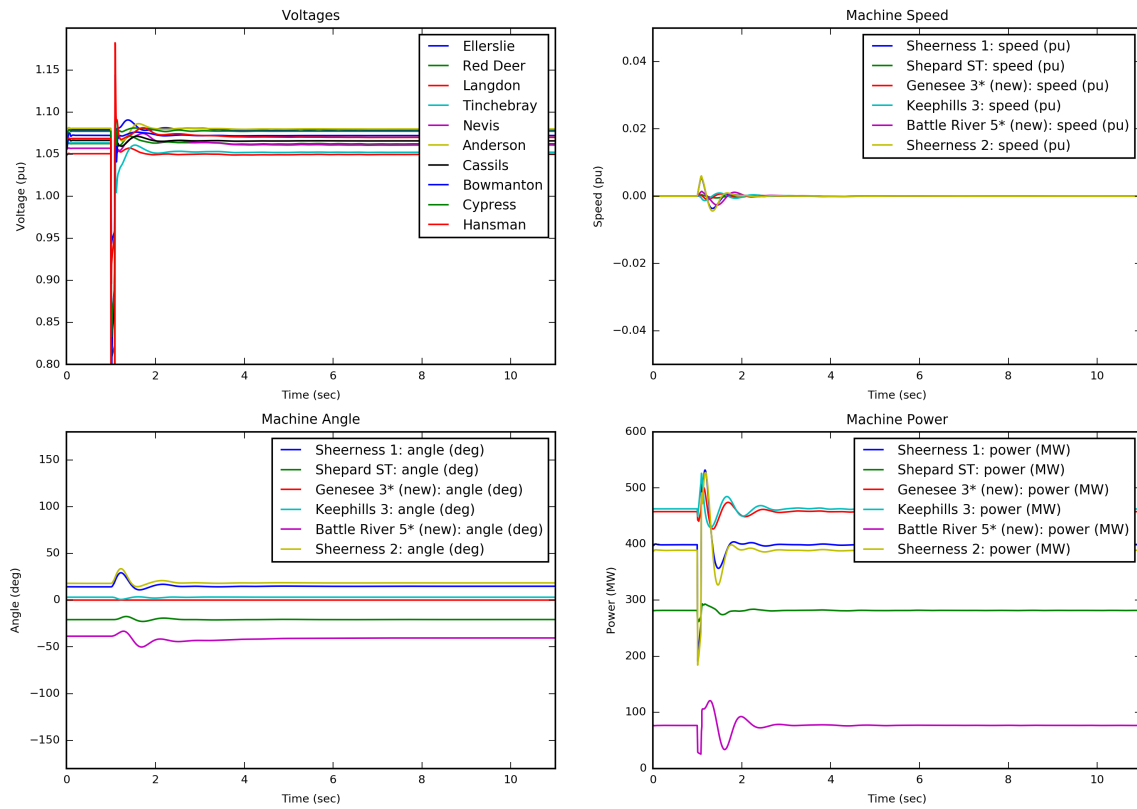 Voltages
Voltage (pu)
1.15
1.10
1.05
1.00
0.95
0.90
0.85
0.80
0
2
4
6
8
10
Time (sec)
Ellerslie
Red Deer
Langdon
Tinchebray
Nevis
Anderson
Cassils
Bowmanton
Cypress
Hansman
Machine Speed
Speed (pu)
0.04
0.02
0.00
−0.02
−0.04
0
2
4
6
8
10
Time (sec)
Sheerness 1: speed (pu)
Shepard ST: speed (pu)
Genesee 3* (new): speed (pu)
Keephills 3: speed (pu)
Battle River 5* (new): speed (pu)
Sheerness 2: speed (pu)
Machine Angle
Angle (deg)
150
100
50
0
−50
−100
−150
0
2
4
6
8
10
Time (sec)
Sheerness 1: angle (deg)
Shepard ST: angle (deg)
Genesee 3* (new): angle (deg)
Keephills 3: angle (deg)
Battle River 5* (new): angle (deg)
Sheerness 2: angle (deg)
Machine Power
Power (MW)
600
500
400
300
200
100
0
0
2
4
6
8
10
Time (sec)
Sheerness 1: power (MW)
Shepard ST: power (MW)
Genesee 3* (new): power (MW)
Keephills 3: power (MW)
Battle River 5* (new): power (MW)
Sheerness 2: power (MW)